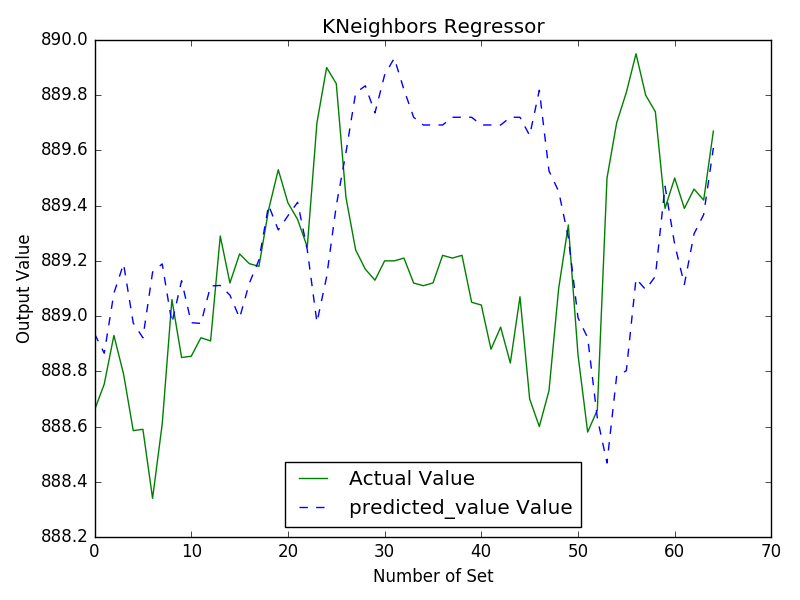 KNeighbors Regressor
890.0
889.8
889.6
889.4
889.2
889.0
888.8
888.6
888.4
888.2
Output Value
Actual Value
predicted_value Value
0 10 20 30 40 50 60 70
Number of Set